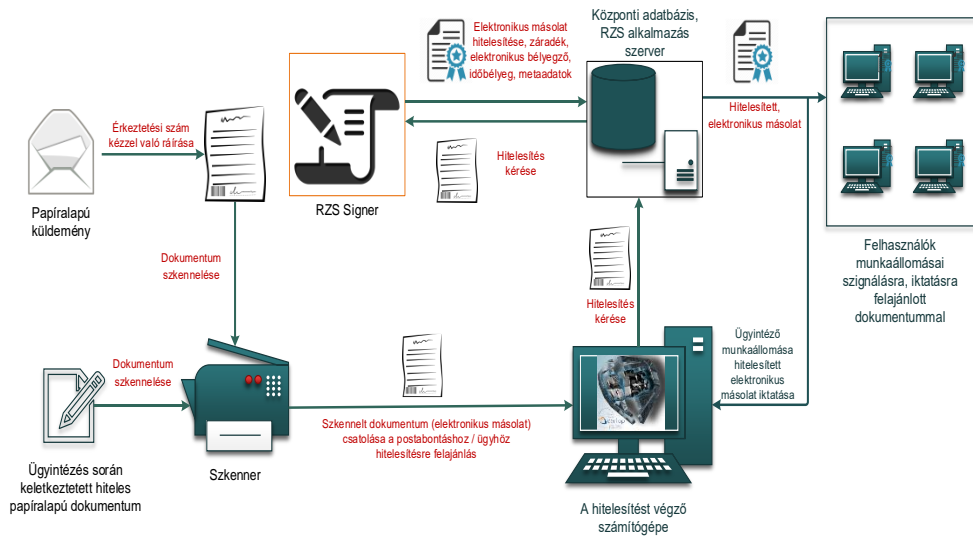 Központi adatbázis,
RZS alkalmazás
szerver
Elektronikus másolat
hitelesítése, záradék,
elektronikus bélyegző,
időbélyeg, metaadatok
Érkeztetési szám
kézzel való ráírása
Hitelesített,
elektronikus másolat
Hitelesítés
kérése
Papíralapú
küldemény
RZS Signer
Felhasználók
munkaállomásai
szignálásra, iktatásra
felajánlott
dokumentummal
Dokumentum
szkennelése
Hitelesítés
kérése
Ügyintéző
munkaállomása
hitelesített
elektronikus
másolat iktatása
Dokumentum
szkennelése
Szkennelt dokumentum (elektronikus másolat)
csatolása a postabontáshoz / ügyhöz
hitelesítésre felajánlás
Szkenner
Ügyintézés során
keletkeztetett hiteles
papíralapú dokumentum
A hitelesítést végző
számítógépe